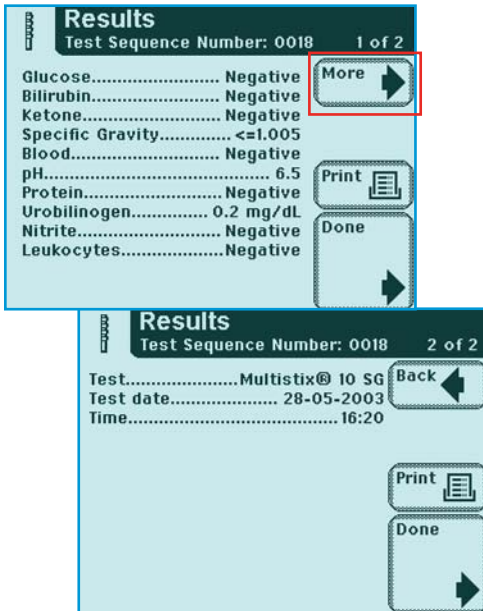 Results
Test Sequence Number: 0018 1 of 2
Glucose........................ Negative
Bilirubin........................ Negative
Ketone........................ Negative
Specific Gravity............. <=1.005
Blood........................... Negative
pH....................................... 6.5
Protein......................... Negative
Urobilinogen.............. 0.2 mg/dL
Nitrite.......................... Negative
Leukocytes..................... Negative
More
Print
Done
Results
Test Sequence Number: 0018 2 of 2
Test..................Multistix® 10 SG
Test date........................ 28-05-2003
Time...................................... 16:20
Back
Print
Done